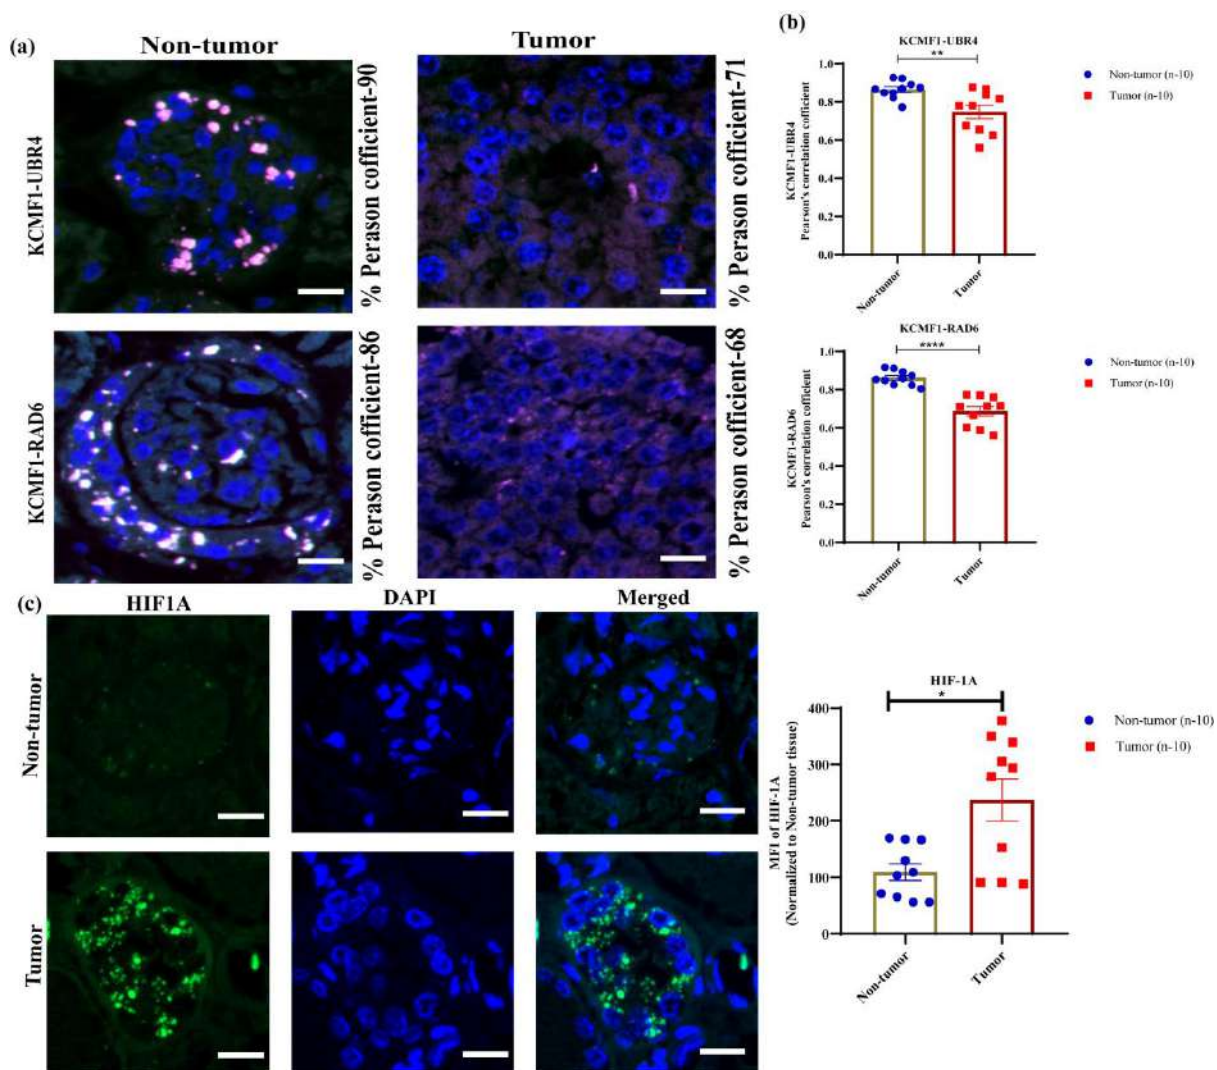 (a)
Non-tumor
Tumor
KCMF1-UBR4
% Perason cofficient-90
% Perason cofficient-71
KCMF1-RAD6
% Perason cofficient-86
% Perason cofficient-68
(b)
KCMF1-UBR4
**
KCMF1-UBR4
Pearson's correlation coefficient
1.0
0.8
0.6
0.4
0.2
0.0
Non-tumor
Tumor
Non-tumor (n-10)
Tumor (n-10)
KCMF1-RAD6
****
KCMF1-RAD6
Pearson's correlation cofficient
1.0
0.8
0.6
0.4
0.2
0.0
Non-tumor
Tumor
Non-tumor (n-10)
Tumor (n-10)
(c)
HIF1A
DAPI
Merged
Non-tumor
Tumor
HIF-1A
*
MFI of HIF-1A
(Normalized to Non-tumor tissue)
400
300
200
100
0
Non-tumor
Tumor
Non-tumor (n-10)
Tumor (n-10)